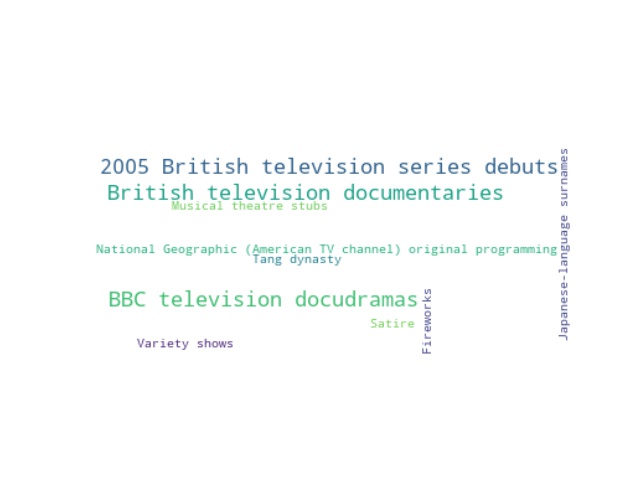 2005 British television series debuts
British television documentaries
Musical theatre stubs
National Geographic (American TV channel) original programming
Tang dynasty
BBC television docudramas
Satire
Variety shows
Fireworks
Japanese-language surnames